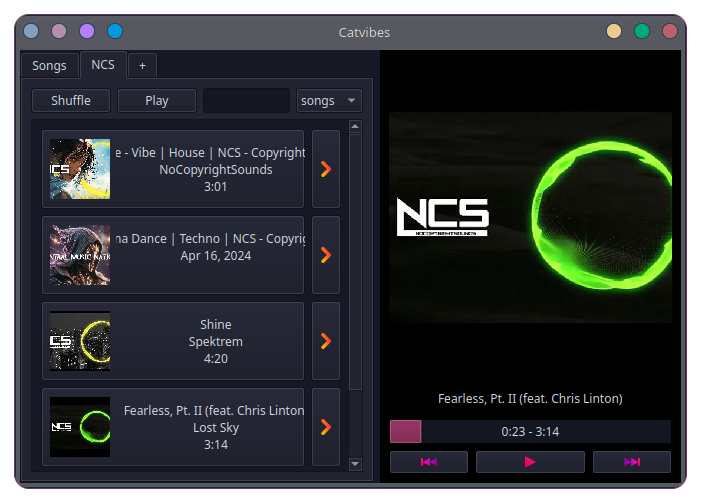 Catvibes
Songs
NCS
+
Shuffle
Play
songs
e - Vibe | House | NCS - Copyright
NoCopyrightSounds
3:01
na Dance | Techno | NCS - Copyrig
Apr 16, 2024
Shine
Spektrem
4:20
NCS
Fearless, Pt. II (feat. Chris Linton
Lost Sky
3:14
NCS
NOCOPYRIGHTSOUNDS
Fearless, Pt. II (feat. Chris Linton)
0:23 - 3:14